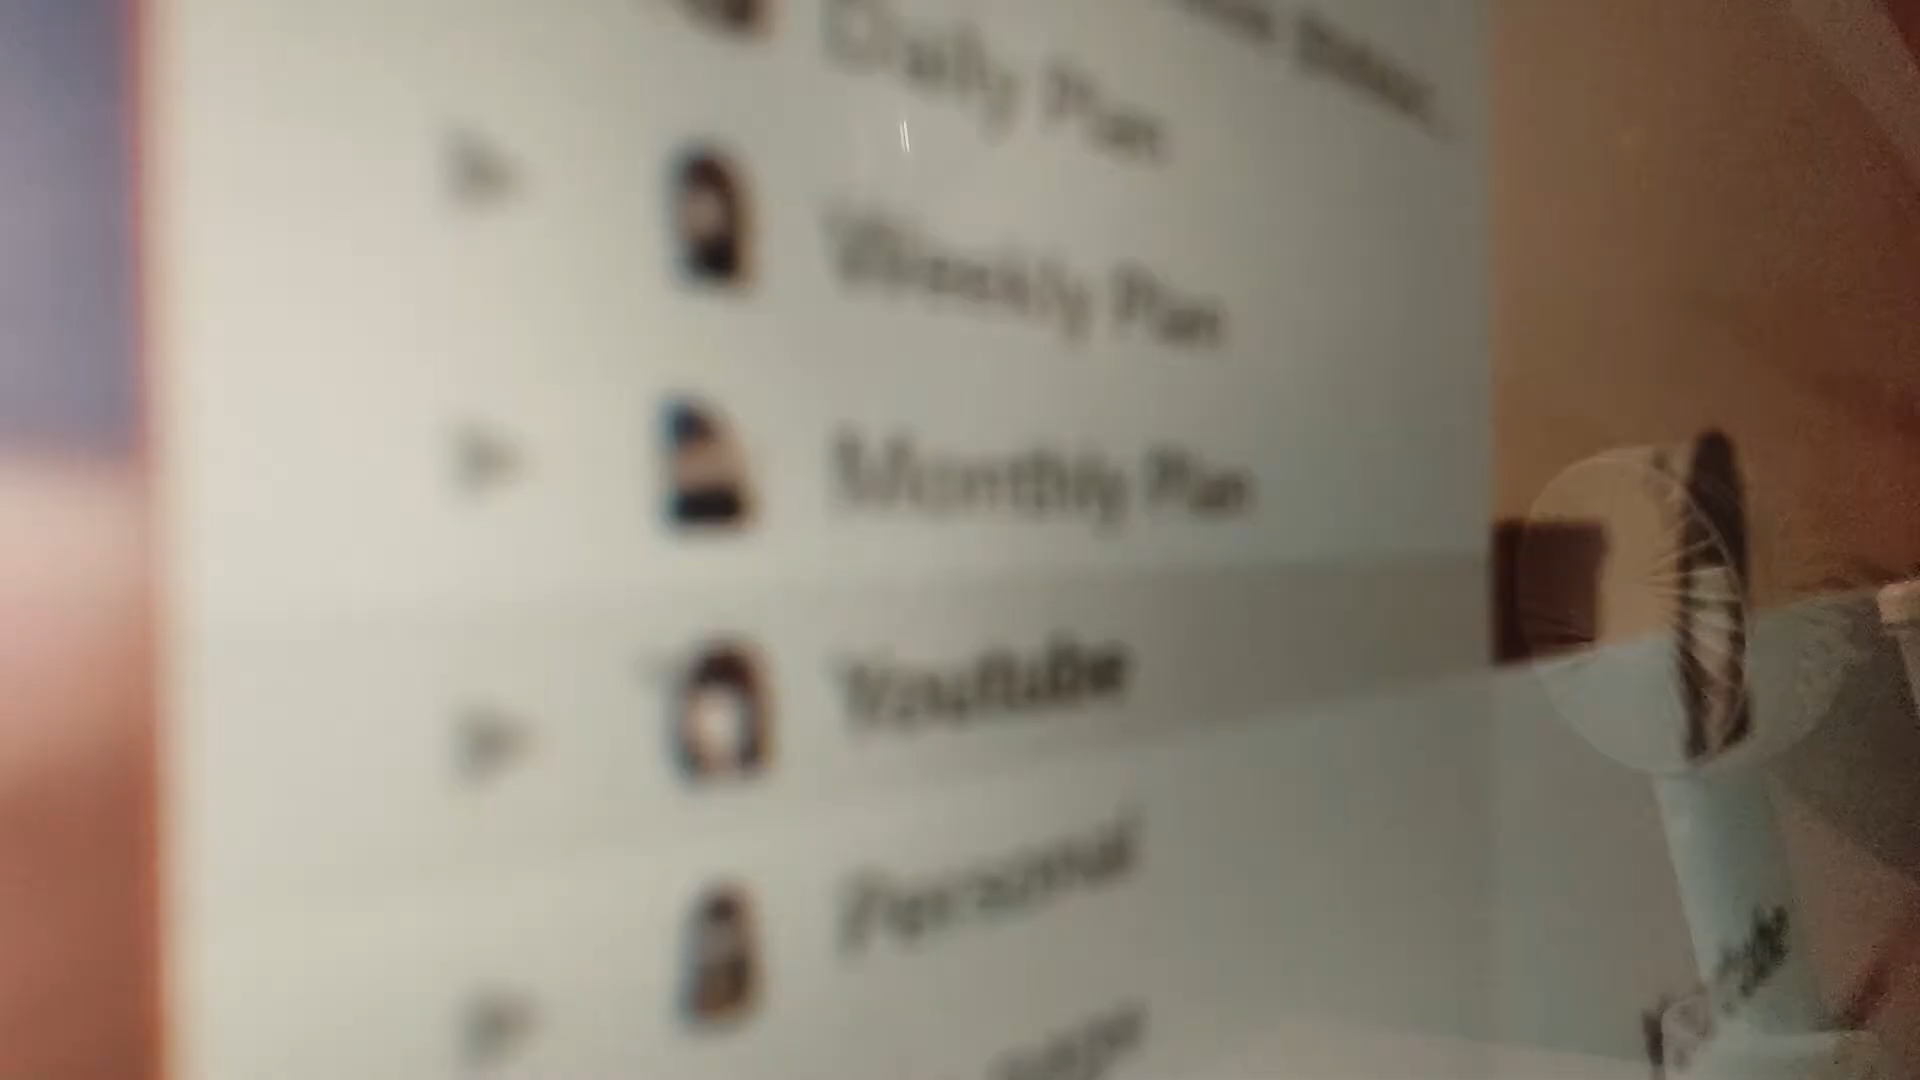 Daily Plan
Weekly Plan
Monthly Plan
Youtube
Personal